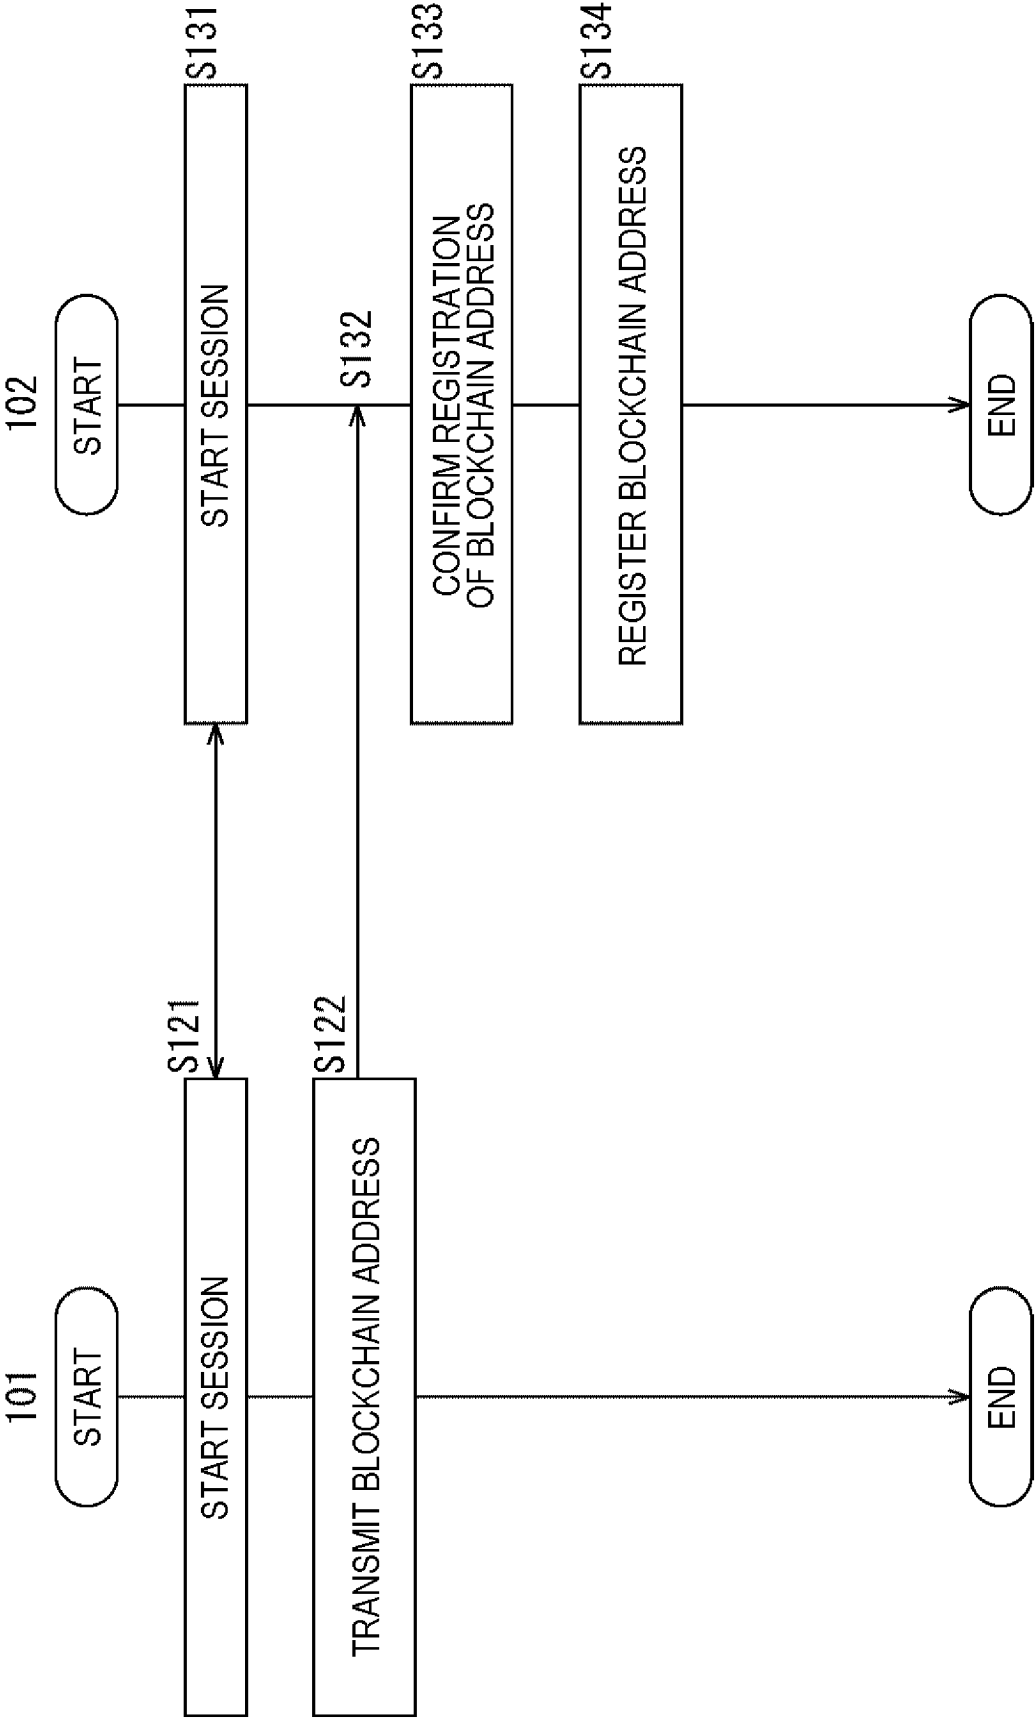 101
102
START
START
S121
S131
START SESSION
START SESSION
S122
TRANSMIT BLOCKCHAIN ADDRESS
S132
S133
CONFIRM REGISTRATION
OF BLOCKCHAIN ADDRESS
S134
REGISTER BLOCKCHAIN ADDRESS
END
END